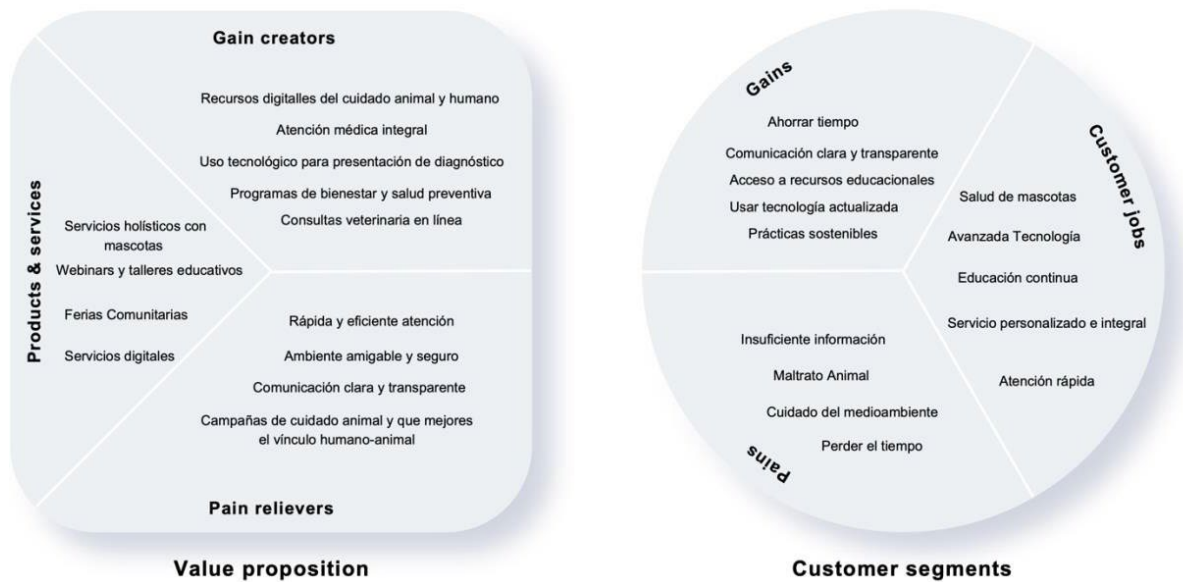 Gain creators
Recursos digitalles del cuidado animal y humano
Atención médica integral
Uso tecnológico para presentación de diagnóstico
Programas de bienestar y salud preventiva
Consultas veterinaria en línea
Products & services
Servicios holísticos con
mascotas
Webinars y talleres educativos
Ferias Comunitarias
Servicios digitales
Rápida y eficiente atención
Ambiente amigable y seguro
Comunicación clara y transparente
Campañas de cuidado animal y que mejores
el vínculo humano-animal
Pain relievers
Value proposition
Gains
Ahorrar tiempo
Comunicación clara y transparente
Acceso a recursos educacionales
Usar tecnología actualizada
Prácticas sostenibles
Customer jobs
Salud de mascotas
Avanzada Tecnología
Educación continua
Servicio personalizado e integral
Atención rápida
Insuficiente información
Maltrato Animal
Cuidado del medioambiente
Perder el tiempo
Pains
Customer segments